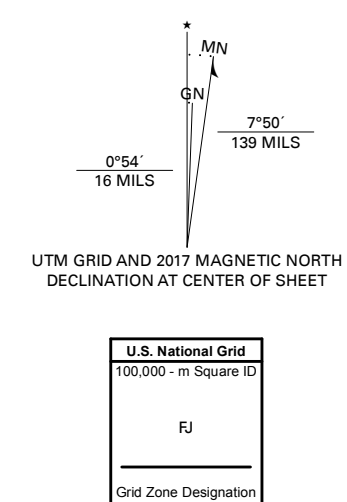 ★
MN
GN
7°50´
139 MILS
0°54´
16 MILS
UTM GRID AND 2017 MAGNETIC NORTH
DECLINATION AT CENTER OF SHEET
U.S. National Grid
100,000 - m Square ID
FJ
Grid Zone Designation